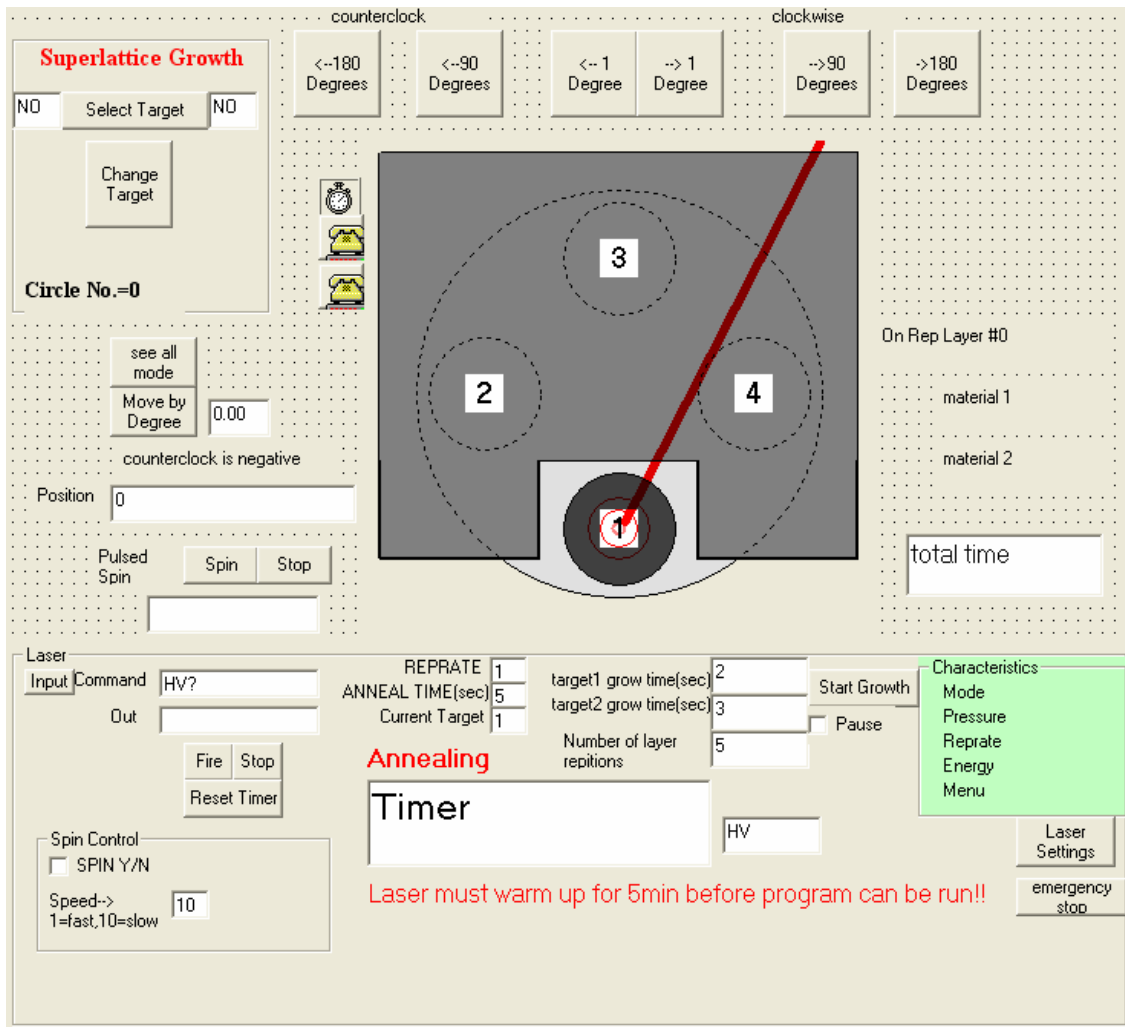 counterclock
clockwise
Superlattice Growth
<--180
Degrees
<--90
Degrees
<-- 1
Degree
--> 1
Degree
-->90
Degrees
->180
Degrees
NO
Select Target
NO
Change
Target
Circle No.=0
3
2
4
1
On Rep Layer #0
material 1
material 2
see all
mode
Move by
Degree
0.00
counterclock is negative
Position
0
Pulsed
Spin
Spin
Stop
total time
Laser
Input
Command
HV?
Out
Fire
Stop
Reset Timer
REPRATE
1
ANNEAL TIME(sec)
5
Current Target
1
target1 grow time(sec)
2
target2 grow time(sec)
3
Number of layer
repitions
5
Start Growth
Pause
Characteristics
Mode
Pressure
Reprate
Energy
Menu
Annealing
Timer
HV
Laser
Settings
Spin Control
SPIN Y/N
Speed-->
1=fast,10=slow
10
Laser must warm up for 5min before program can be run!!
emergency
stop